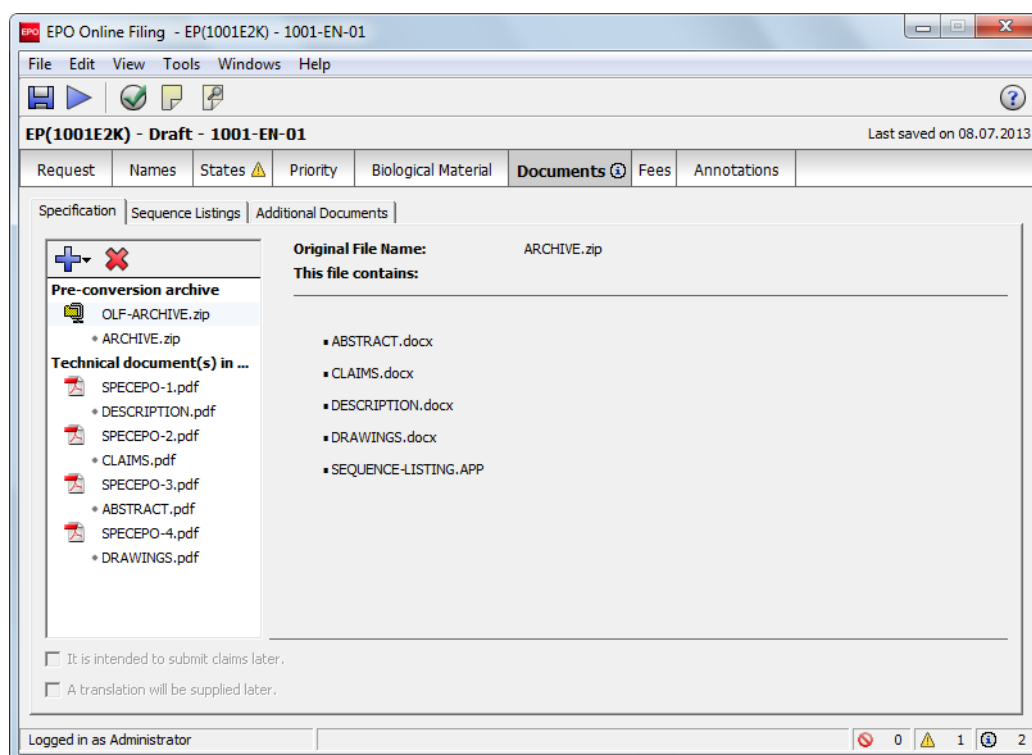 EPO EPO Online Filing - EP(1001E2K) - 1001-EN-01
File Edit View Tools Windows Help
EP(1001E2K) - Draft - 1001-EN-01 Last saved on 08.07.2013
Request Names States Priority Biological Material Documents Fees Annotations
Specification Sequence Listings Additional Documents
Original File Name: ARCHIVE.zip
This file contains:
Pre-conversion archive
OLF-ARCHIVE.zip
ARCHIVE.zip
Technical document(s) in ...
SPECEPO-1.pdf
DESCRIPTION.pdf
SPECEPO-2.pdf
CLAIMS.pdf
SPECEPO-3.pdf
ABSTRACT.pdf
SPECEPO-4.pdf
DRAWINGS.pdf
ABSTRACT.docx
CLAIMS.docx
DESCRIPTION.docx
DRAWINGS.docx
SEQUENCE-LISTING.APP
It is intended to submit claims later.
A translation will be supplied later.
Logged in as Administrator 0 1 2